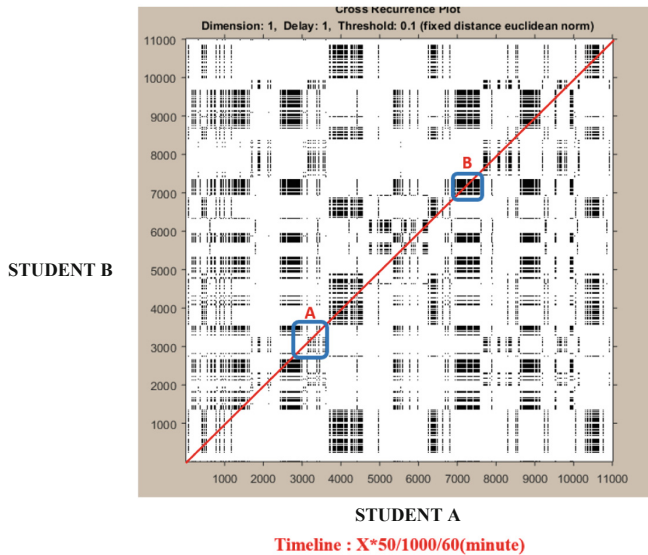 Cross Recurrence Plot
Dimension: 1, Delay: 1, Threshold: 0.1 (fixed distance euclidean norm)
11000
10000
9000
8000
7000
6000
5000
4000
3000
2000
1000
B
A
STUDENT B
1000 2000 3000 4000 5000 6000 7000 8000 9000 10000 11000
STUDENT A
Timeline : X*50/1000/60(minute)